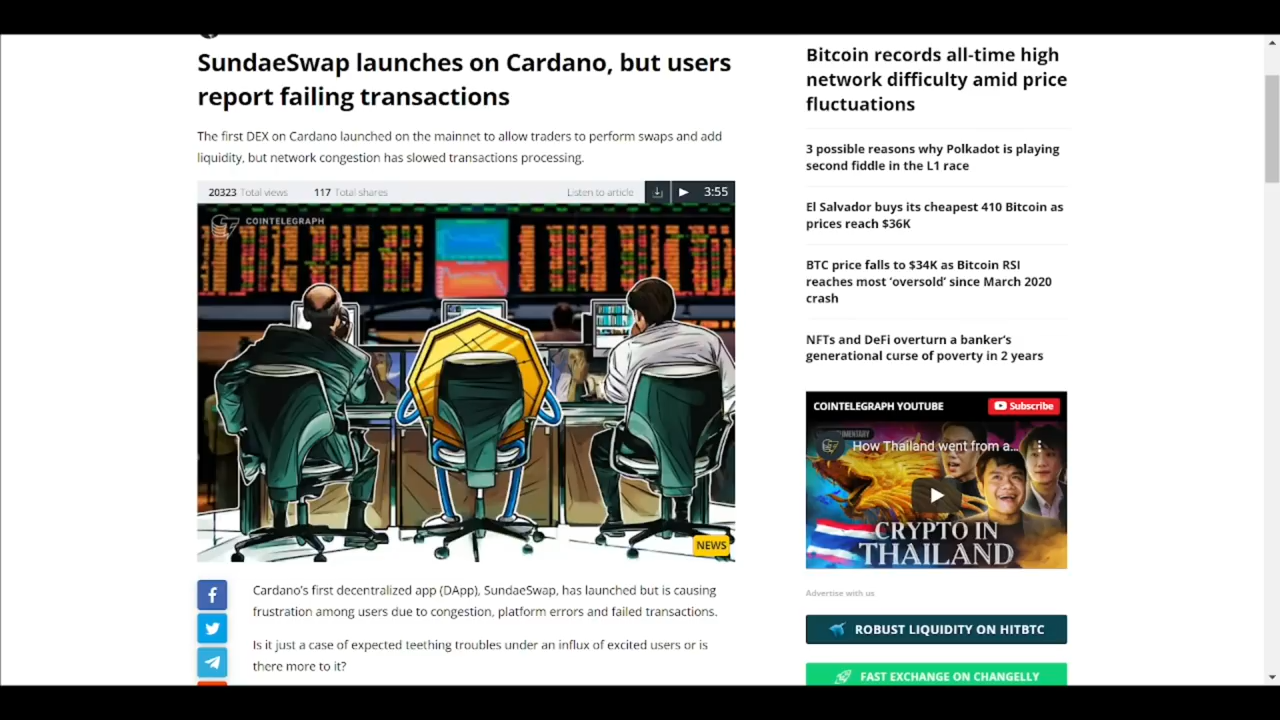 SundaeSwap launches on Cardano, but users
report failing transactions
The first DEX on Cardano launched on the mainnet to allow traders to perform swaps and add
liquidity, but network congestion has slowed transactions processing.
20323 Total views 117 Total shares Listen to article 3:55
COINTELEGRAPH
NEWS
Cardano's first decentralized app (DApp), SundaeSwap, has launched but is causing
frustration among users due to congestion, platform errors and failed transactions.
Is it just a case of expected teething troubles under an influx of excited users or is
there more to it?
Bitcoin records all-time high
network difficulty amid price
fluctuations
3 possible reasons why Polkadot is playing
second fiddle in the L1 race
El Salvador buys its cheapest 410 Bitcoin as
prices reach $36K
BTC price falls to $34K as Bitcoin RSI
reaches most ‘oversold’ since March 2020
crash
NFTs and DeFi overturn a banker's
generational curse of poverty in 2 years
COINTELEGRAPH YOUTUBE Subscribe
How Thailand went from a...
CRYPTO IN
THAILAND
Advertise with us
ROBUST LIQUIDITY ON HITBTC
FAST EXCHANGE ON CHANGELLY